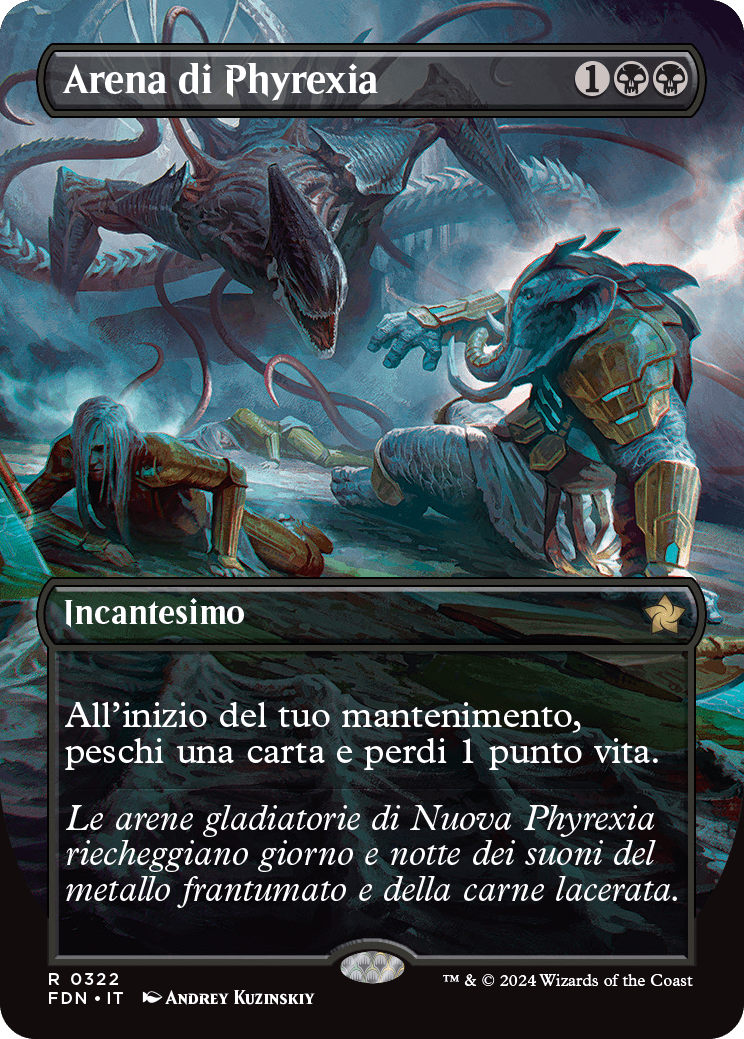 Arena di Phyrexia 1
Incantesimo
All'inizio del tuo mantenimento,
peschi una carta e perdi 1 punto vita.
Le arene gladiatorie di Nuova Phyrexia
riecheggiano giorno e notte dei suoni del
metallo frantumato e della carne lacerata.
R 0322
FDN • IT Andrey Kuzinskiy
™ & © 2024 Wizards of the Coast